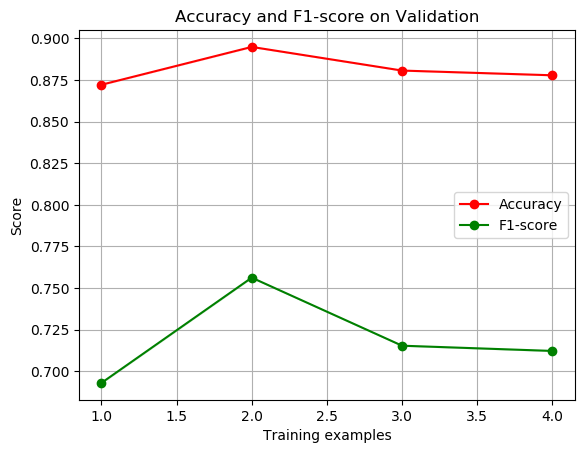 Accuracy and F1-score on Validation
0.900
0.875
0.850
0.825
0.800
0.775
0.750
0.725
0.700
Score
Accuracy
F1-score
1.0 1.5 2.0 2.5 3.0 3.5 4.0
Training examples